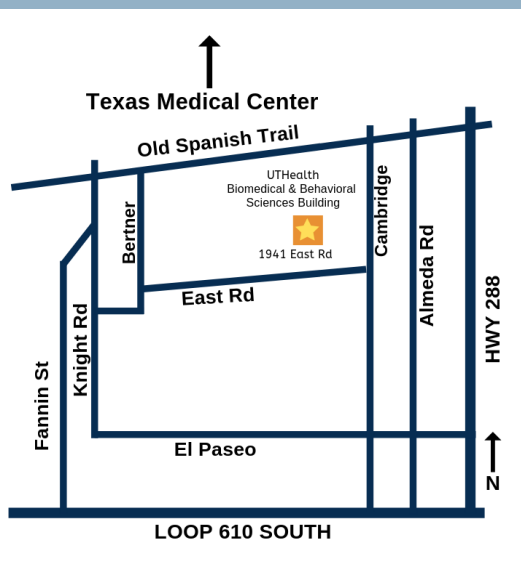 Texas Medical Center
Old Spanish Trail
UTHealth
Biomedical & Behavioral
Sciences Building
1941 East Rd
Bertner
Cambridge
Almeda Rd
East Rd
HWY 288
Knight Rd
Fannin St
El Paseo
N
LOOP 610 SOUTH